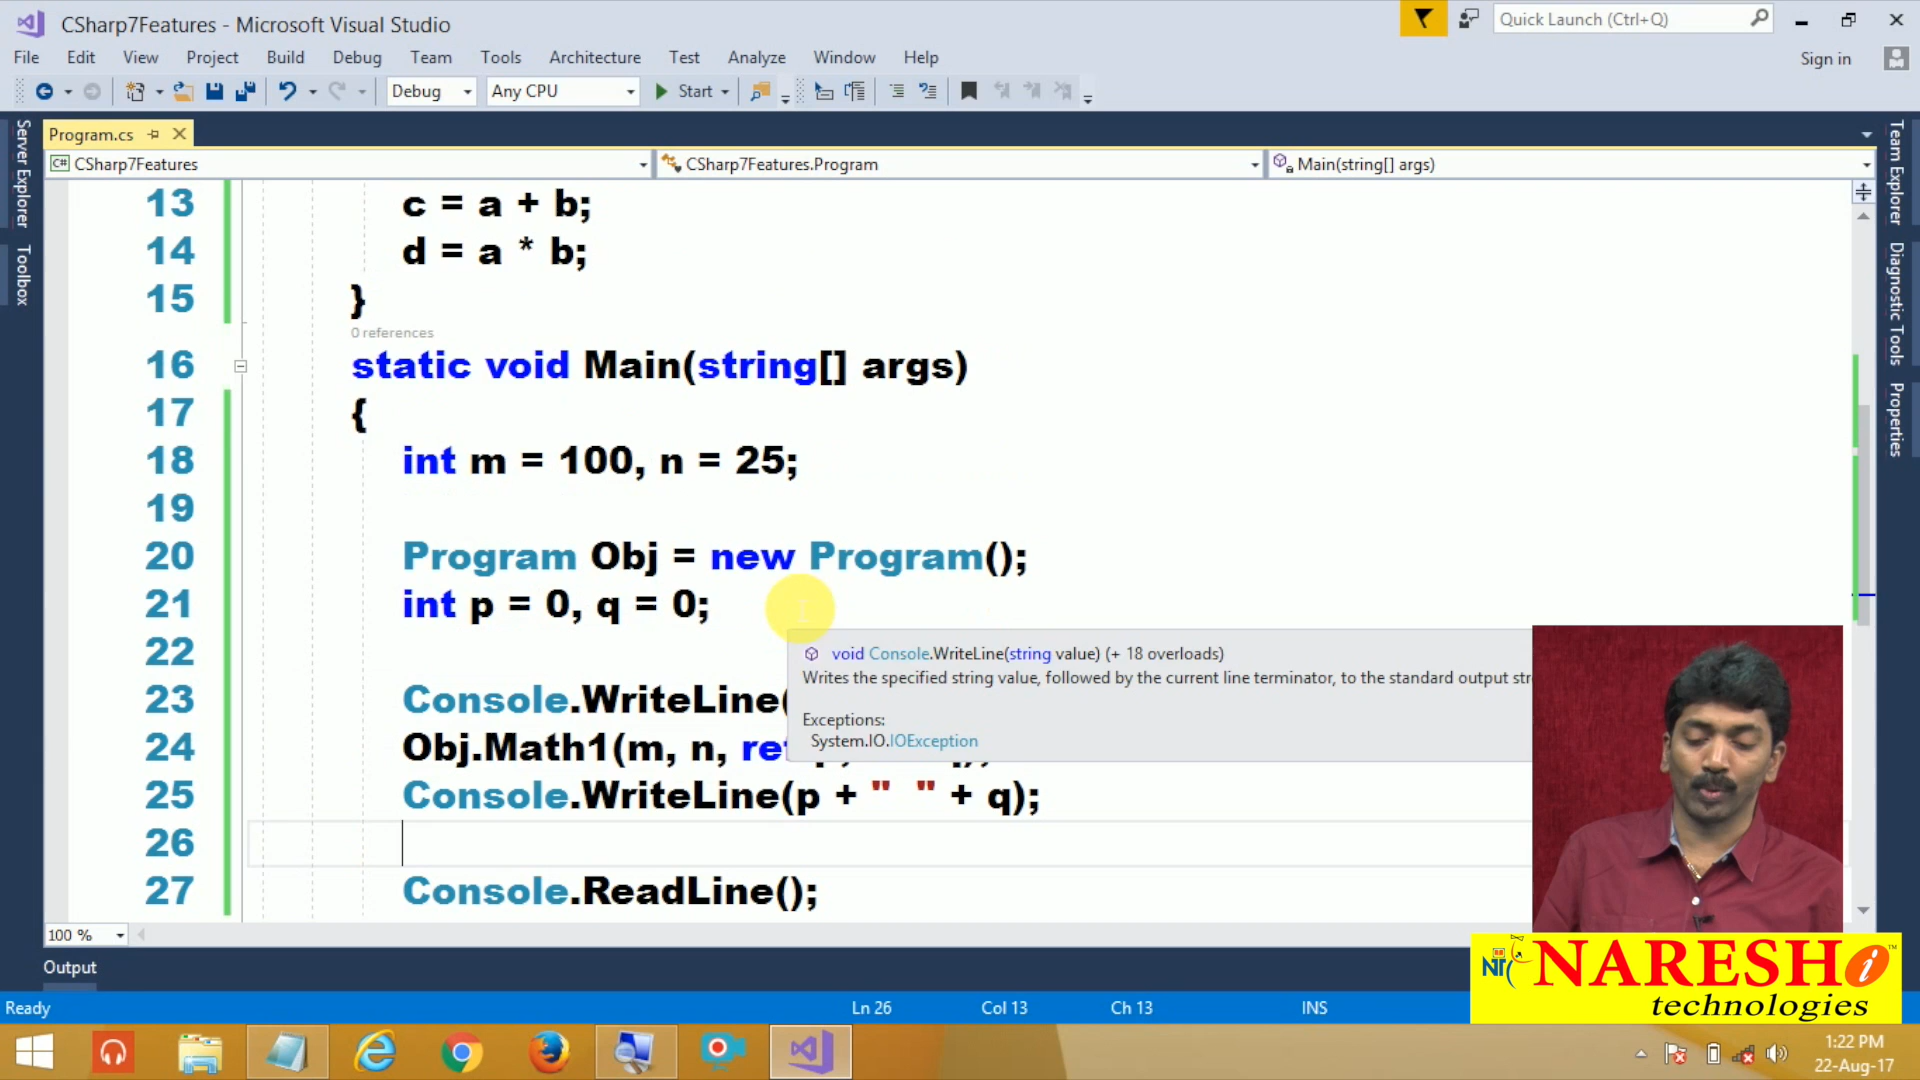 CSharp7Features - Microsoft Visual Studio
Quick Launch (Ctrl+Q)
File Edit View Project Build Debug Team Tools Architecture Test Analyze Window Help
Sign in
Debug Any CPU Start
Server Explorer
Toolbox
Program.cs
CSharp7Features
CSharp7Features.Program
Main(string[] args)
Team Explorer
Diagnostic Tools
Properties
13 c = a + b;
14 d = a * b;
15 }
0 references
16 static void Main(string[] args)
17 {
18 int m = 100, n = 25;
19
20 Program Obj = new Program();
21 int p = 0, q = 0;
22
void Console.WriteLine(string value) (+ 18 overloads)
Writes the specified string value, followed by the current line terminator, to the standard output str
Exceptions:
System.IO.IOException
23 Console.WriteLine(
24 Obj.Math1(m, n, re
25 Console.WriteLine(p + " " + q);
26
27 Console.ReadLine();
100 %
Output
NARESH i
technologies
Ready
Ln 26
Col 13
Ch 13
INS
1:22 PM
22-Aug-17